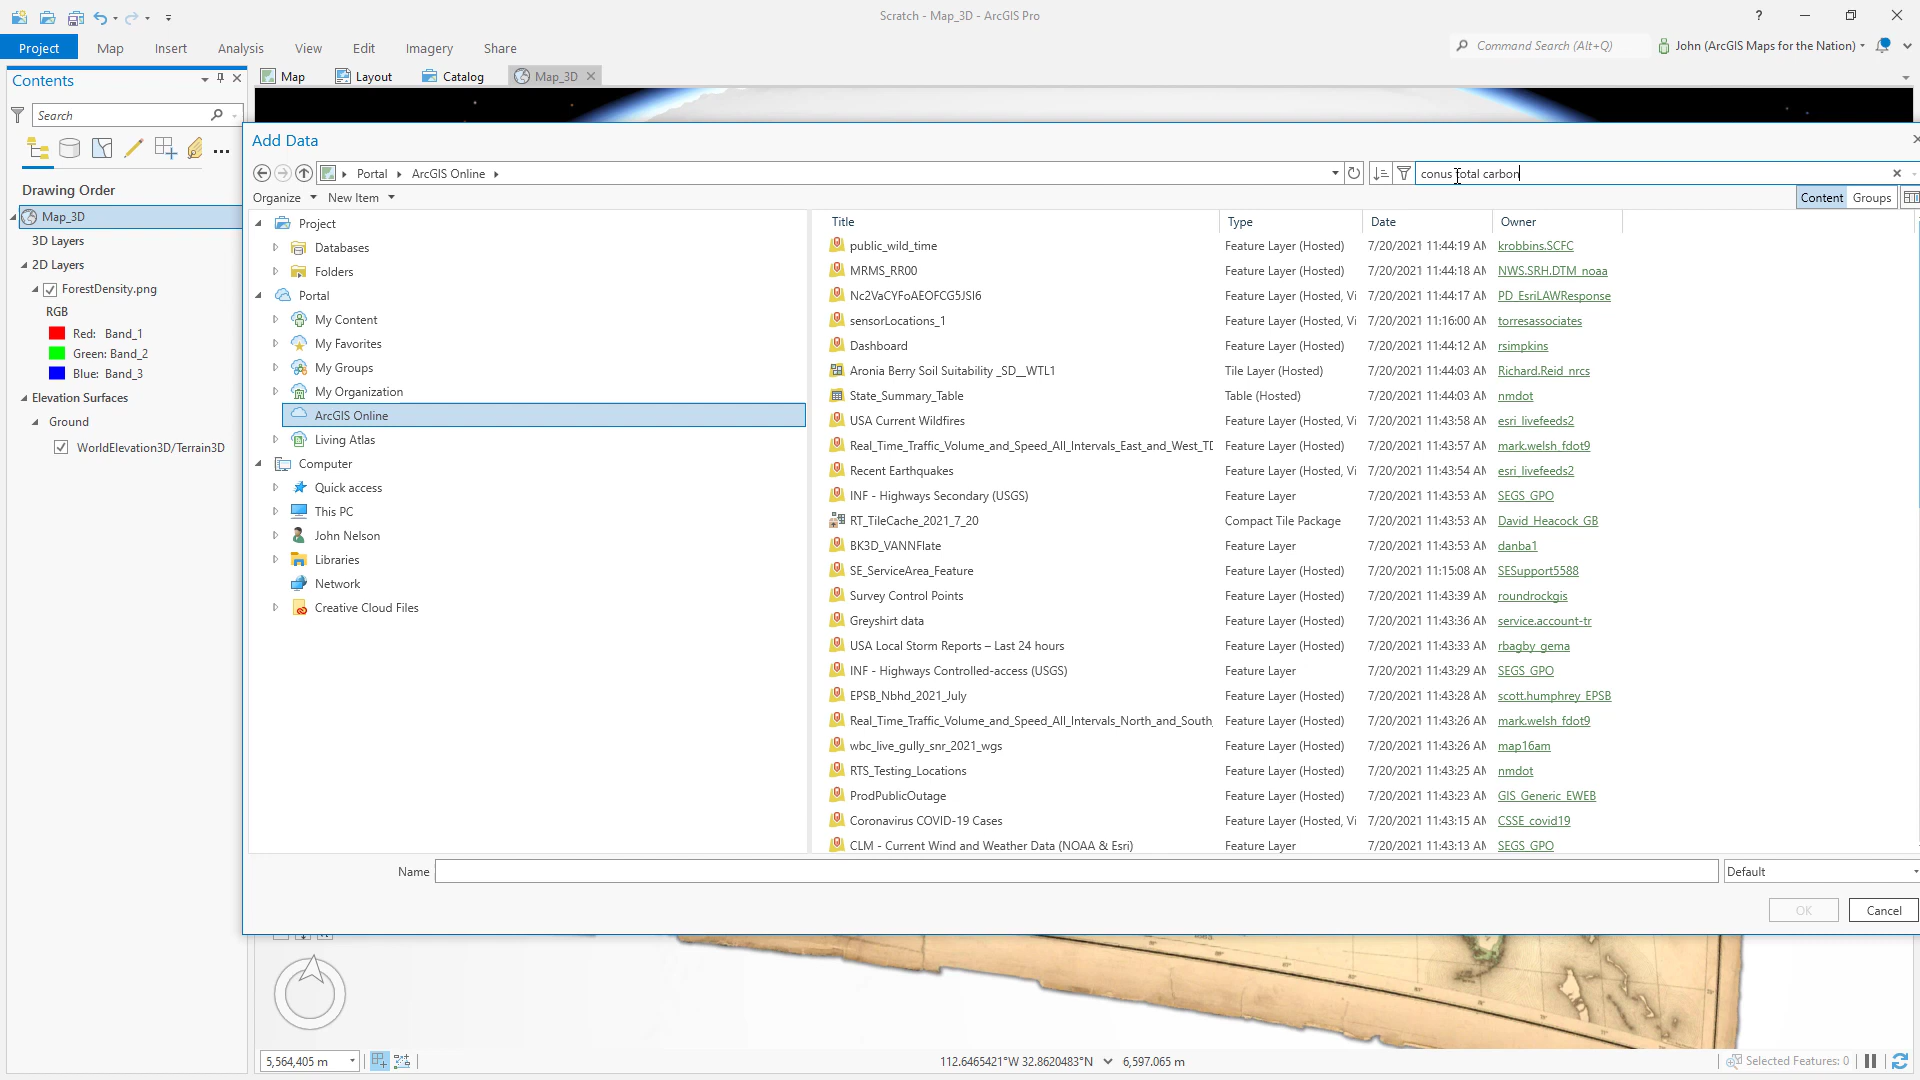 Scratch - Map_3D - ArcGIS Pro
?
Project
Map
Insert
Analysis
View
Edit
Imagery
Share
Command Search (Alt+Q)
John (ArcGIS Maps for the Nation)
Contents
Map
Layout
Catalog
Map_3D
Search
Drawing Order
Map_3D
3D Layers
2D Layers
ForestDensity.png
RGB
Red: Band_1
Green: Band_2
Blue: Band_3
Elevation Surfaces
Ground
WorldElevation3D/Terrain3D
Add Data
Portal
ArcGIS Online
conus total carbon
Organize
New Item
Content
Groups
Project
Databases
Folders
Portal
My Content
My Favorites
My Groups
My Organization
ArcGIS Online
Living Atlas
Computer
Quick access
This PC
John Nelson
Libraries
Network
Creative Cloud Files
Title Type Date Owner
public_wild_time Feature Layer (Hosted) 7/20/2021 11:44:19 AM krobbins.SCFC
MRMS_RR00 Feature Layer (Hosted) 7/20/2021 11:44:18 AM NWS.SRH.DTM_noaa
Nc2VaCYFoAEOFCG5JSI6 Feature Layer (Hosted, Vi 7/20/2021 11:44:17 AM PD_EsriLAWResponse
sensorLocations_1 Feature Layer (Hosted, Vi 7/20/2021 11:16:00 AM torresassociates
Dashboard Feature Layer (Hosted) 7/20/2021 11:44:12 AM rsimpkins
Aronia Berry Soil Suitability _SD__WTL1 Tile Layer (Hosted) 7/20/2021 11:44:03 AM Richard.Reid_nrcs
State_Summary_Table Table (Hosted) 7/20/2021 11:44:03 AM nmdot
USA Current Wildfires Feature Layer (Hosted, Vi 7/20/2021 11:43:58 AM esri_livefeeds2
Real_Time_Traffic_Volume_and_Speed_All_Intervals_East_and_West_TD Feature Layer (Hosted) 7/20/2021 11:43:57 AM mark.welsh_fdot9
Recent Earthquakes Feature Layer (Hosted, Vi 7/20/2021 11:43:54 AM esri_livefeeds2
INF - Highways Secondary (USGS) Feature Layer 7/20/2021 11:43:53 AM SEGS_GPO
RT_TileCache_2021_7_20 Compact Tile Package 7/20/2021 11:43:53 AM David_Heacock_GB
BK3D_VANNFlate Feature Layer 7/20/2021 11:43:53 AM danba1
SE_ServiceArea_Feature Feature Layer (Hosted) 7/20/2021 11:15:08 AM SESupport5588
Survey Control Points Feature Layer (Hosted) 7/20/2021 11:43:39 AM roundrockgis
Greyshirt data Feature Layer (Hosted) 7/20/2021 11:43:36 AM service.account-tr
USA Local Storm Reports – Last 24 hours Feature Layer (Hosted) 7/20/2021 11:43:33 AM rbagby_gema
INF - Highways Controlled-access (USGS) Feature Layer 7/20/2021 11:43:29 AM SEGS_GPO
EPSB_Nbhd_2021_July Feature Layer (Hosted) 7/20/2021 11:43:28 AM scott.humphrey_EPSB
Real_Time_Traffic_Volume_and_Speed_All_Intervals_North_and_South_ Feature Layer (Hosted) 7/20/2021 11:43:26 AM mark.welsh_fdot9
wbc_live_gully_snr_2021_wgs Feature Layer (Hosted) 7/20/2021 11:43:26 AM map16am
RTS_Testing_Locations Feature Layer (Hosted) 7/20/2021 11:43:25 AM nmdot
ProdPublicOutage Feature Layer (Hosted) 7/20/2021 11:43:23 AM GIS_Generic_EWEB
Coronavirus COVID-19 Cases Feature Layer (Hosted, Vi 7/20/2021 11:43:15 AM CSSE_covid19
CLM - Current Wind and Weather Data (NOAA & Esri) Feature Layer 7/20/2021 11:43:13 AM SEGS_GPO
Name
Default
OK
Cancel
5,564,405 m
112.6465421°W 32.8620483°N
6,597.065 m
Selected Features: 0